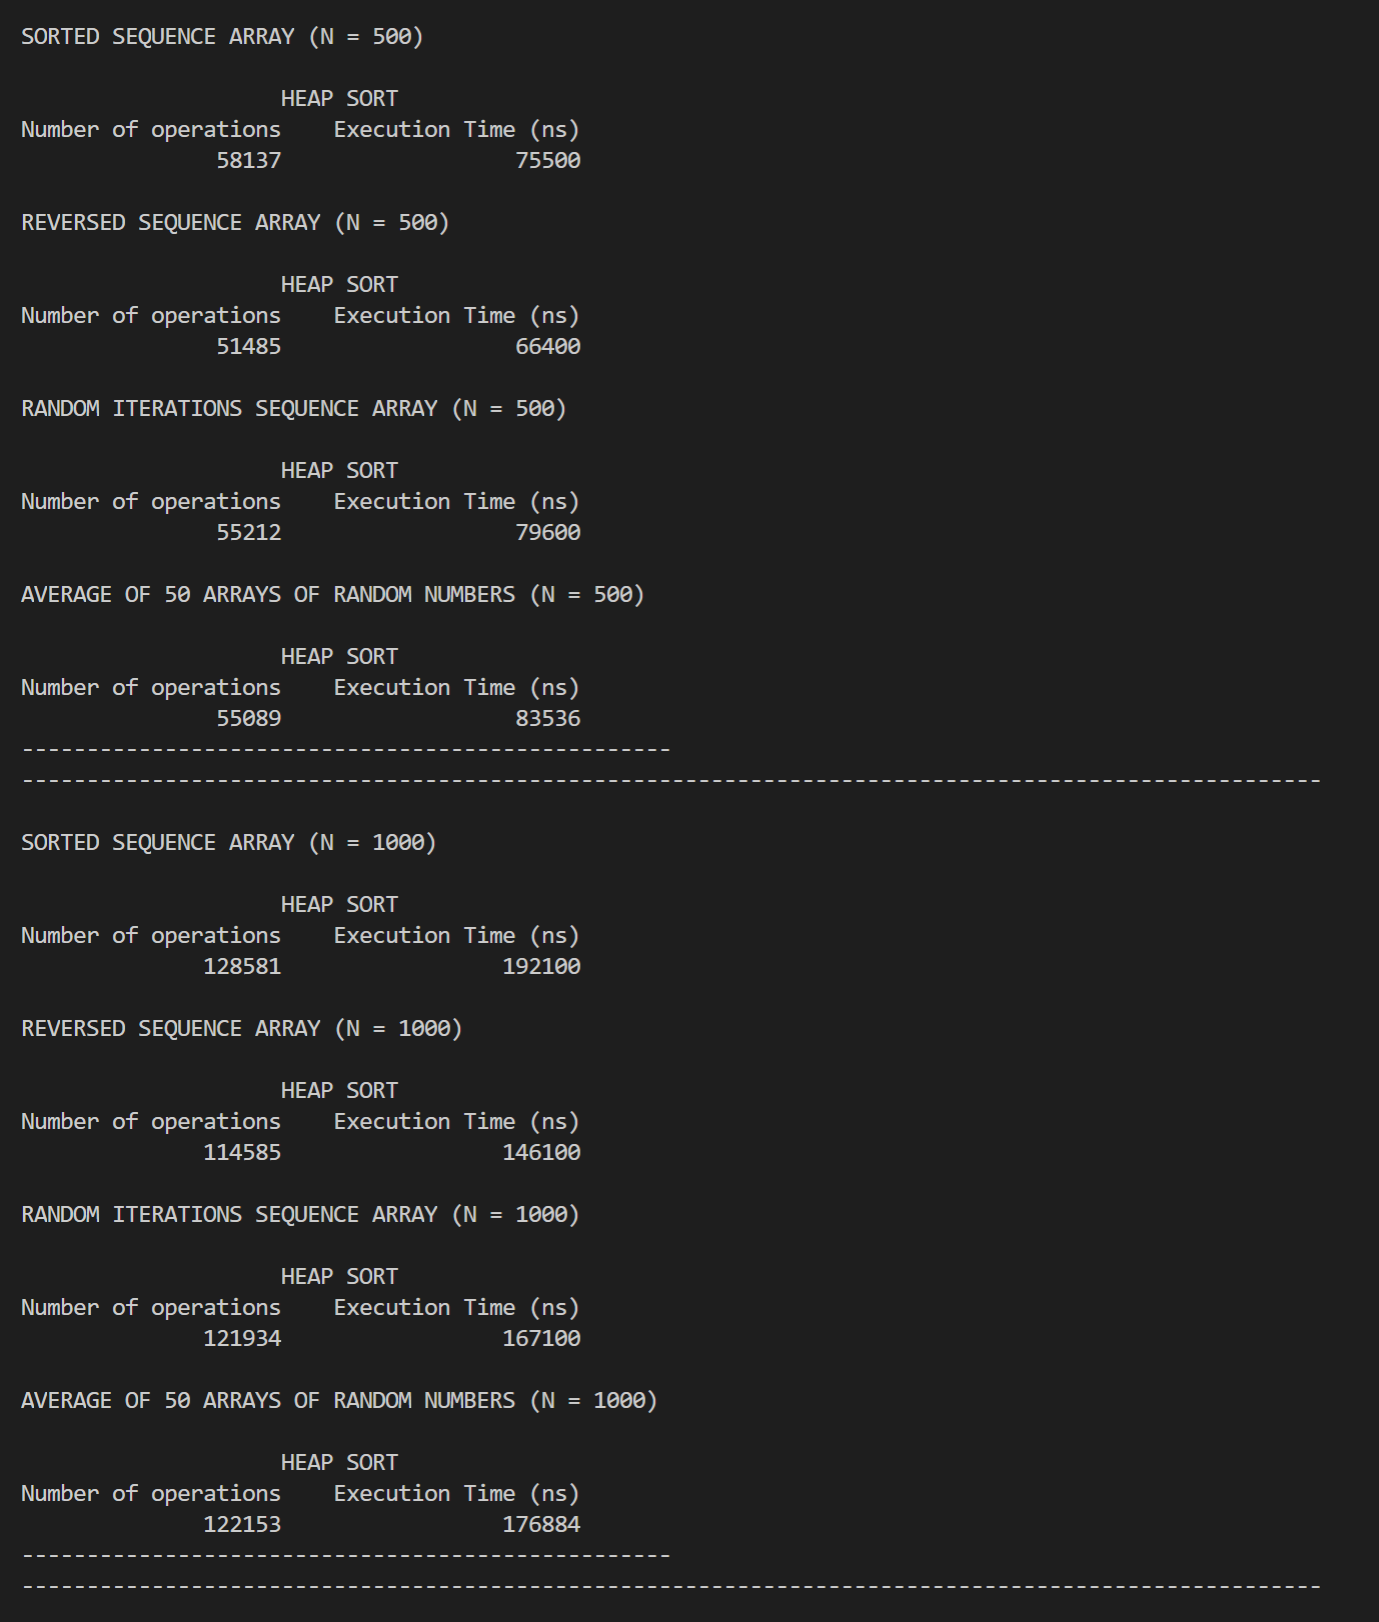 SORTED SEQUENCE ARRAY (N = 500)
HEAP SORT
Number of operations    Execution Time (ns)
58137                  75500
REVERSED SEQUENCE ARRAY (N = 500)
HEAP SORT
Number of operations    Execution Time (ns)
51485                  66400
RANDOM ITERATIONS SEQUENCE ARRAY (N = 500)
HEAP SORT
Number of operations    Execution Time (ns)
55212                  79600
AVERAGE OF 50 ARRAYS OF RANDOM NUMBERS (N = 500)
HEAP SORT
Number of operations    Execution Time (ns)
55089                  83536
--------------------------------------------------
----------------------------------------------------------------------------------------------------
SORTED SEQUENCE ARRAY (N = 1000)
HEAP SORT
Number of operations    Execution Time (ns)
128581                 192100
REVERSED SEQUENCE ARRAY (N = 1000)
HEAP SORT
Number of operations    Execution Time (ns)
114585                 146100
RANDOM ITERATIONS SEQUENCE ARRAY (N = 1000)
HEAP SORT
Number of operations    Execution Time (ns)
121934                 167100
AVERAGE OF 50 ARRAYS OF RANDOM NUMBERS (N = 1000)
HEAP SORT
Number of operations    Execution Time (ns)
122153                 176884
--------------------------------------------------
----------------------------------------------------------------------------------------------------